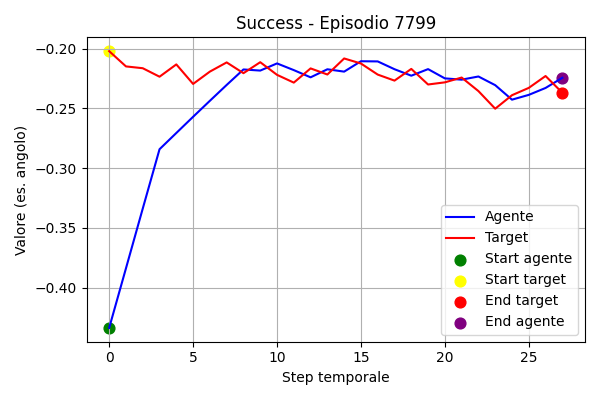 Success - Episodio 7799
Valore (es. angolo)
−0.20
−0.25
−0.30
−0.35
−0.40
Agente
Target
Start agente
Start target
End target
End agente
0
5
10
15
20
25
Step temporale